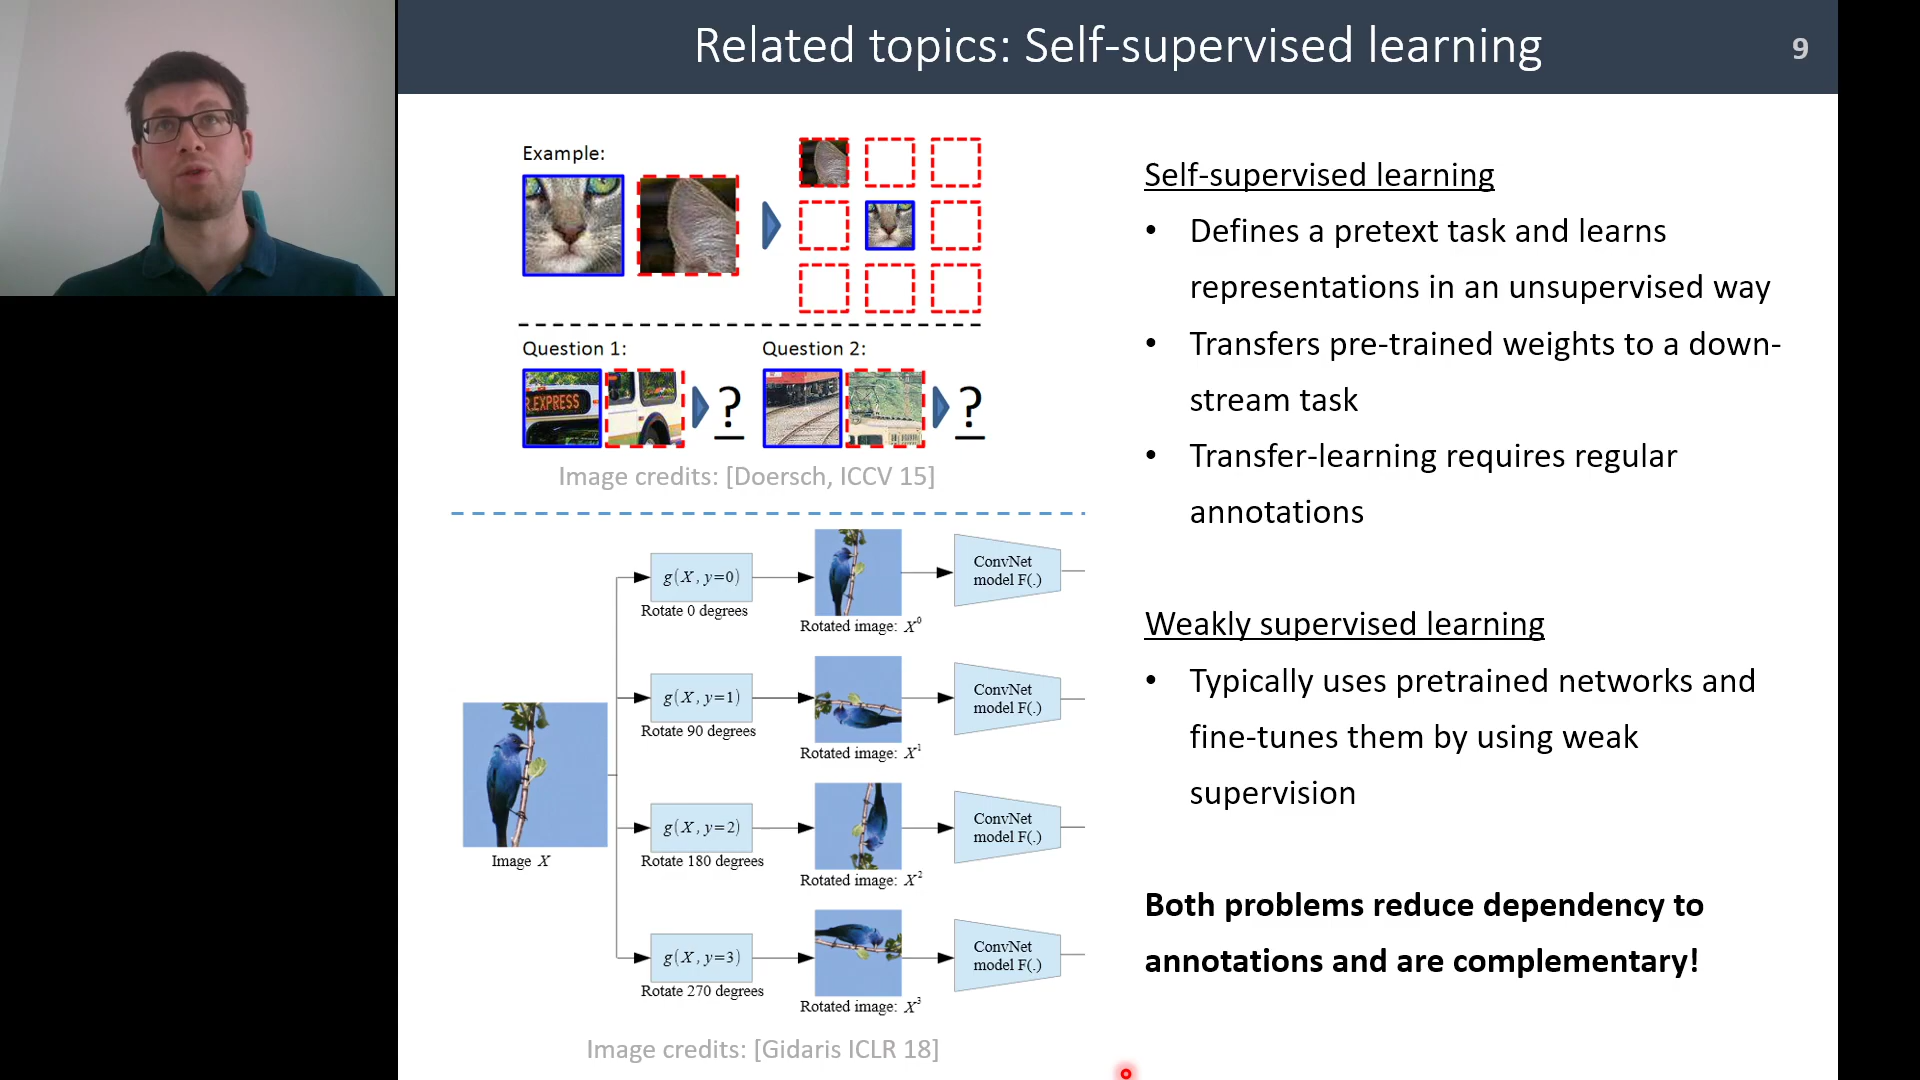 Related topics: Self-supervised learning
9
Example:
Question 1:
Question 2:
R EXPRESS
?
?
Image credits: [Doersch, ICCV 15]
Image X
g(X, y=0)
Rotate 0 degrees
Rotated image: X⁰
ConvNet
model F(.)
g(X, y=1)
Rotate 90 degrees
Rotated image: X¹
ConvNet
model F(.)
g(X, y=2)
Rotate 180 degrees
Rotated image: X²
ConvNet
model F(.)
g(X, y=3)
Rotate 270 degrees
Rotated image: X³
ConvNet
model F(.)
Image credits: [Gidaris ICLR 18]
Self-supervised learning
• Defines a pretext task and learns
representations in an unsupervised way
• Transfers pre-trained weights to a down-
stream task
• Transfer-learning requires regular
annotations
Weakly supervised learning
• Typically uses pretrained networks and
fine-tunes them by using weak
supervision
Both problems reduce dependency to
annotations and are complementary!